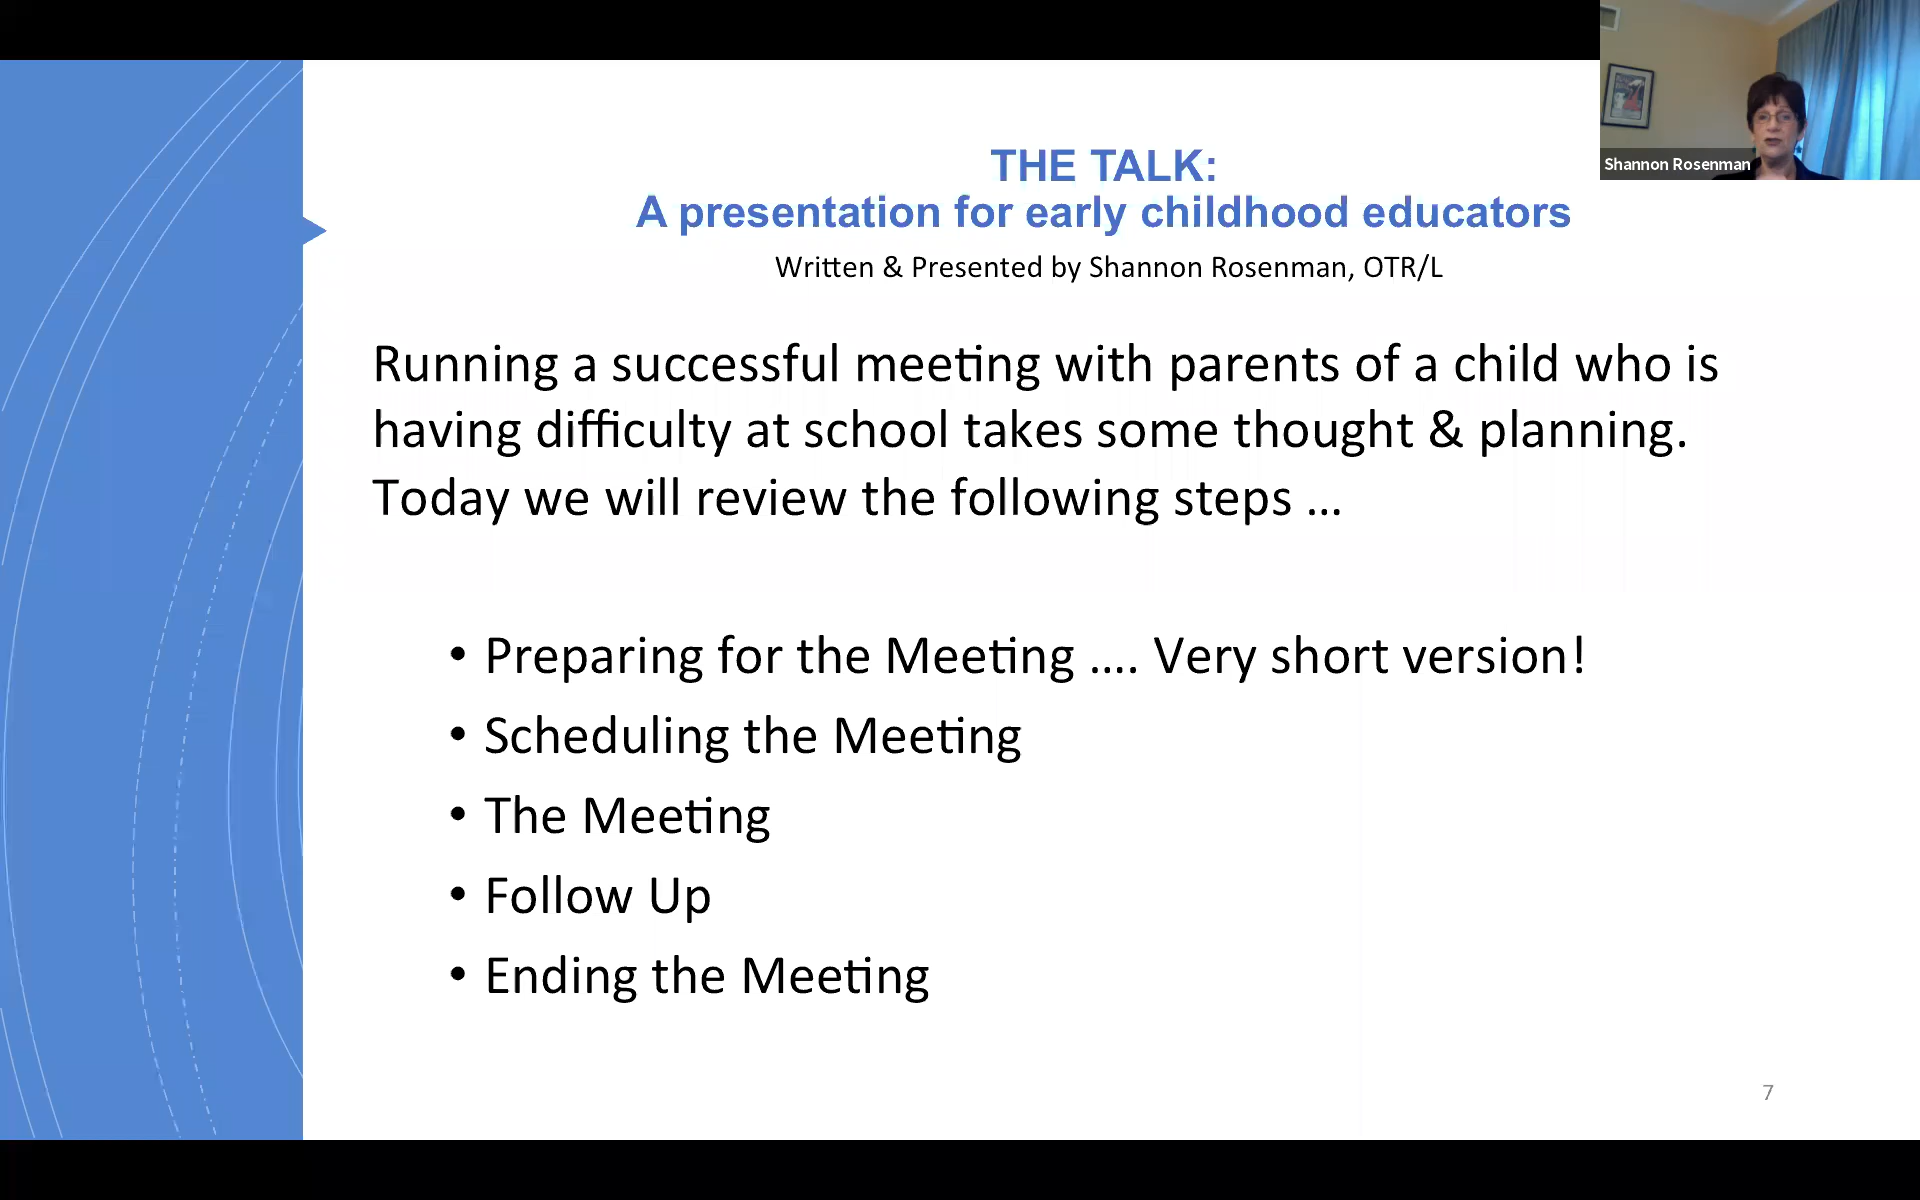 THE TALK:
A presentation for early childhood educators
Written & Presented by Shannon Rosenman, OTR/L
Shannon Rosenman
Running a successful meeting with parents of a child who is
having difficulty at school takes some thought & planning.
Today we will review the following steps ...
• Preparing for the Meeting .... Very short version!
• Scheduling the Meeting
• The Meeting
• Follow Up
• Ending the Meeting
7